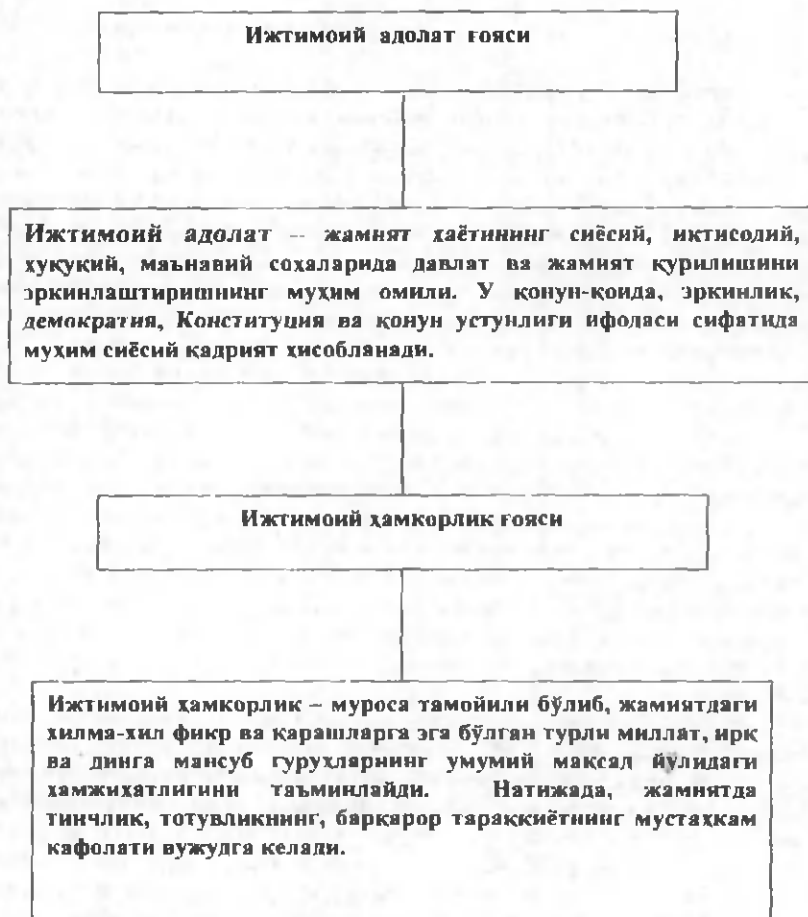 Ижтимоий адолат ғояси
Ижтимоий адолат – жамият ҳаётининг сиёсий, иқтисодий,
ҳуқуқий, маънавий соҳаларида давлат ва жамият қурилишини
эркинлаштиришнинг муҳим омили. У қонун-қоида, эркинлик,
демократия, Конституция ва қонун устунлиги ифодаси сифатида
муҳим сиёсий қадрият ҳисобланади.
Ижтимоий ҳамкорлик ғояси
Ижтимоий ҳамкорлик – муроса тамойили бўлиб, жамиятдаги
хилма-хил фикр ва қарашларга эга бўлган турли миллат, ирқ
ва динга мансуб гуруҳларнинг умумий мақсад йўлидаги
ҳамжиҳатлигини таъминлайди. Натижада, жамиятда
тинчлик, тотувликнинг, барқарор тараққиётнинг мустаҳкам
кафолати вужудга келади.